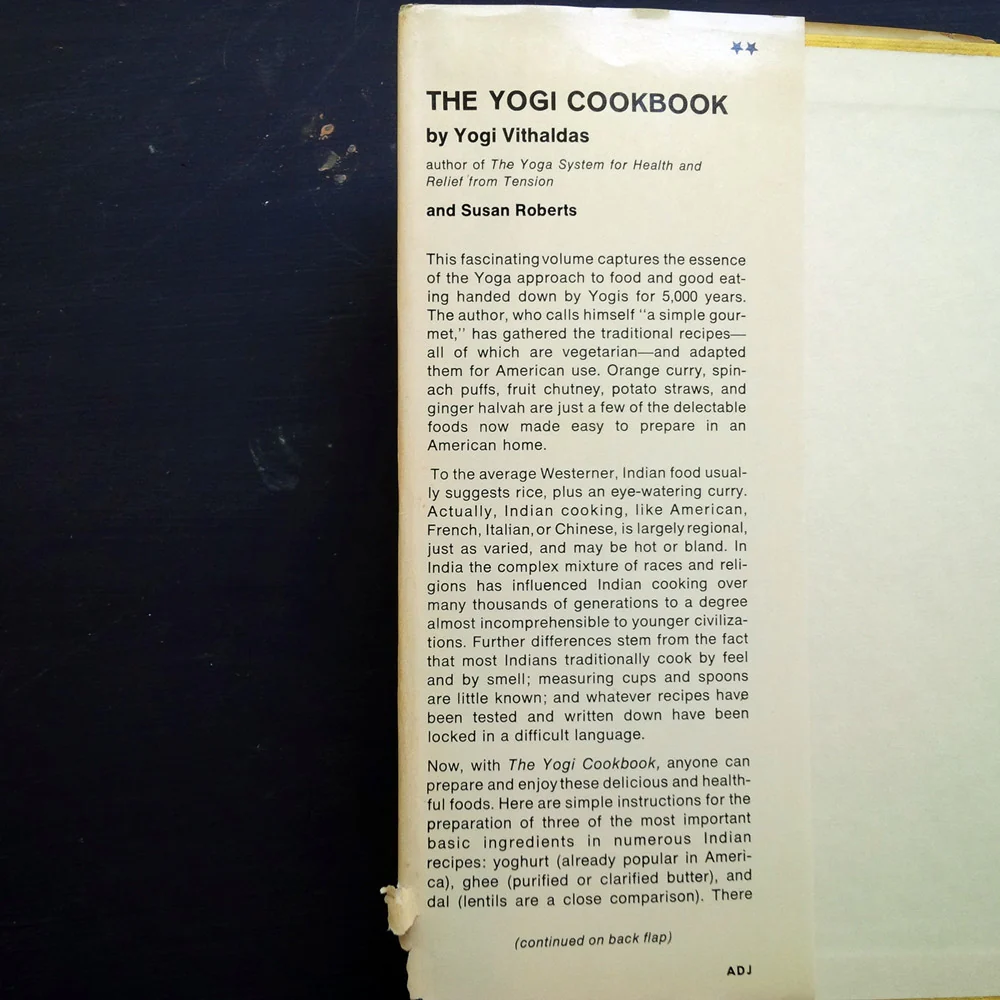 THE YOGI COOKBOOK
by Yogi Vithaldas
author of The Yoga System for Health and
Relief from Tension
and Susan Roberts
This fascinating volume captures the essence
of the Yoga approach to food and good eat-
ing handed down by Yogis for 5,000 years.
The author, who calls himself "a simple gour-
met," has gathered the traditional recipes—
all of which are vegetarian—and adapted
them for American use. Orange curry, spin-
ach puffs, fruit chutney, potato straws, and
ginger halvah are just a few of the delectable
foods now made easy to prepare in an
American home.
To the average Westerner, Indian food usual-
ly suggests rice, plus an eye-watering curry.
Actually, Indian cooking, like American,
French, Italian, or Chinese, is largely regional,
just as varied, and may be hot or bland. In
India the complex mixture of races and reli-
gions has influenced Indian cooking over
many thousands of generations to a degree
almost incomprehensible to younger civiliza-
tions. Further differences stem from the fact
that most Indians traditionally cook by feel
and by smell; measuring cups and spoons
are little known; and whatever recipes have
been tested and written down have been
locked in a difficult language.
Now, with The Yogi Cookbook, anyone can
prepare and enjoy these delicious and health-
ful foods. Here are simple instructions for the
preparation of three of the most important
basic ingredients in numerous Indian
recipes: yoghurt (already popular in Ameri-
ca), ghee (purified or clarified butter), and
dal (lentils are a close comparison). There
(continued on back flap)
ADJ